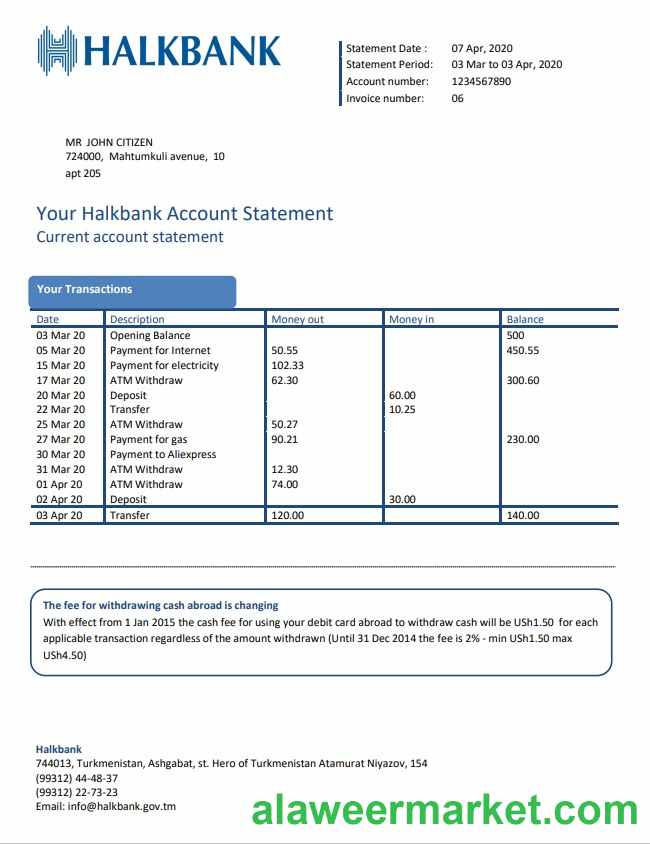 HALKBANK
Statement Date : 07 Apr, 2020
Statement Period: 03 Mar to 03 Apr, 2020
Account number: 1234567890
Invoice number: 06
MR JOHN CITIZEN
724000, Mahtumkuli avenue, 10
apt 205
Your Halkbank Account Statement
Current account statement
Your Transactions
Date Description Money out Money in Balance
03 Mar 20 Opening Balance 500
05 Mar 20 Payment for Internet 50.55 450.55
15 Mar 20 Payment for electricity 102.33
17 Mar 20 ATM Withdraw 62.30 300.60
20 Mar 20 Deposit 60.00
22 Mar 20 Transfer 10.25
25 Mar 20 ATM Withdraw 50.27
27 Mar 20 Payment for gas 90.21 230.00
30 Mar 20 Payment to Aliexpress
31 Mar 20 ATM Withdraw 12.30
01 Apr 20 ATM Withdraw 74.00
02 Apr 20 Deposit 30.00
03 Apr 20 Transfer 120.00 140.00
The fee for withdrawing cash abroad is changing
With effect from 1 Jan 2015 the cash fee for using your debit card abroad to withdraw cash will be USh1.50 for each
applicable transaction regardless of the amount withdrawn (Until 31 Dec 2014 the fee is 2% - min USh1.50 max
USh4.50)
Halkbank
744013, Turkmenistan, Ashgabat, st. Hero of Turkmenistan Atamurat Niyazov, 154
(99312) 44-48-37
(99312) 22-73-23
Email: info@halkbank.gov.tm
alaweermarket.com